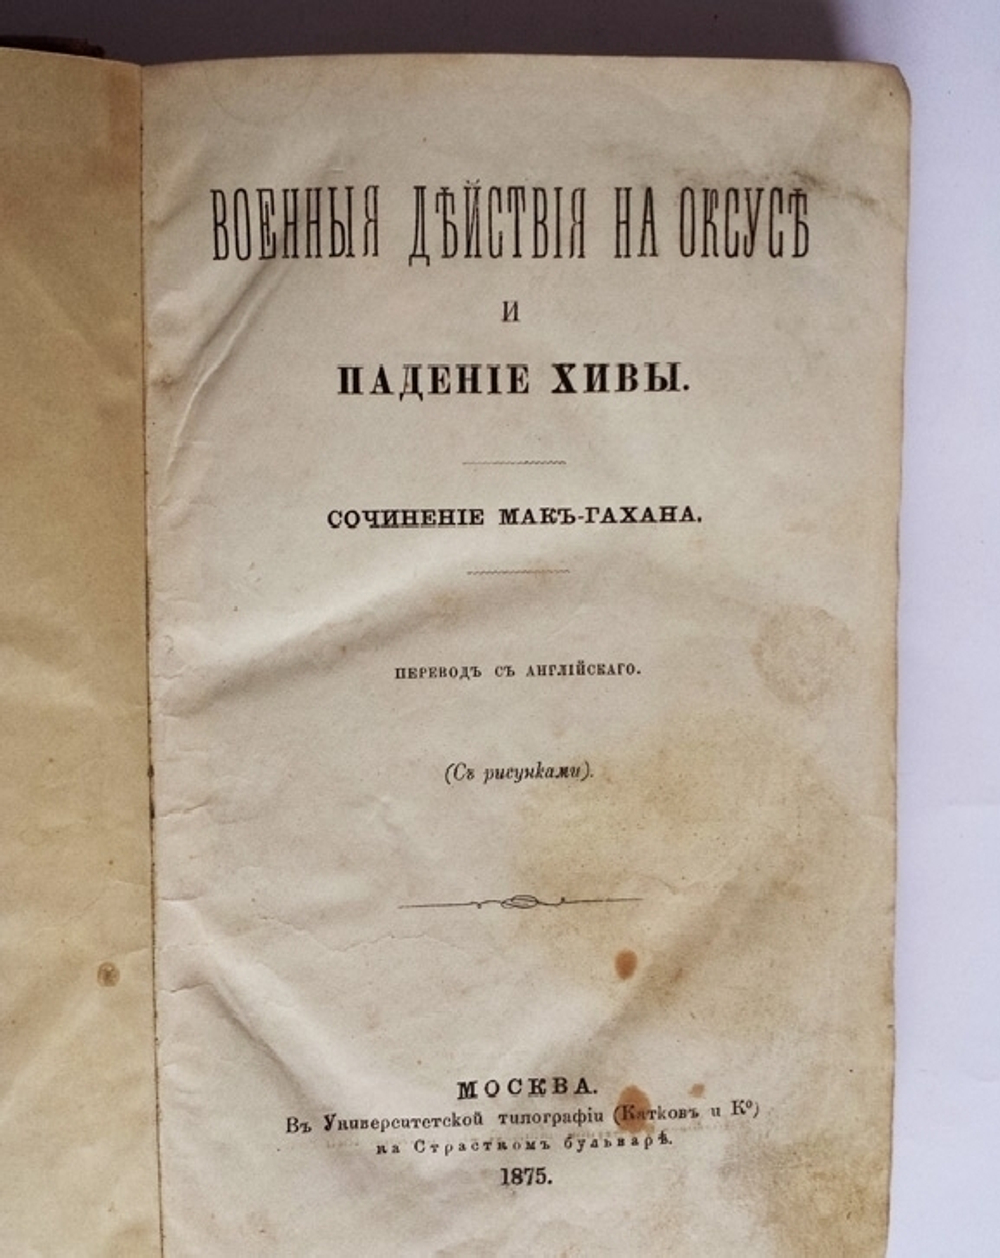 ВОЕННЫЯ ДѢЙСТВІЯ НА ОКСУСѢ
И
ПАДЕНІЕ ХИВЫ.
СОЧИНЕНІЕ МАКЪ-ГАХАНА.
ПЕРЕВОДЪ СЪ АНГЛІЙСКАГО.
(Съ рисунками).
МОСКВА.
Въ Университетской типографіи (Катковъ и К⁰)
на Страстномъ бульварѣ.
1875.